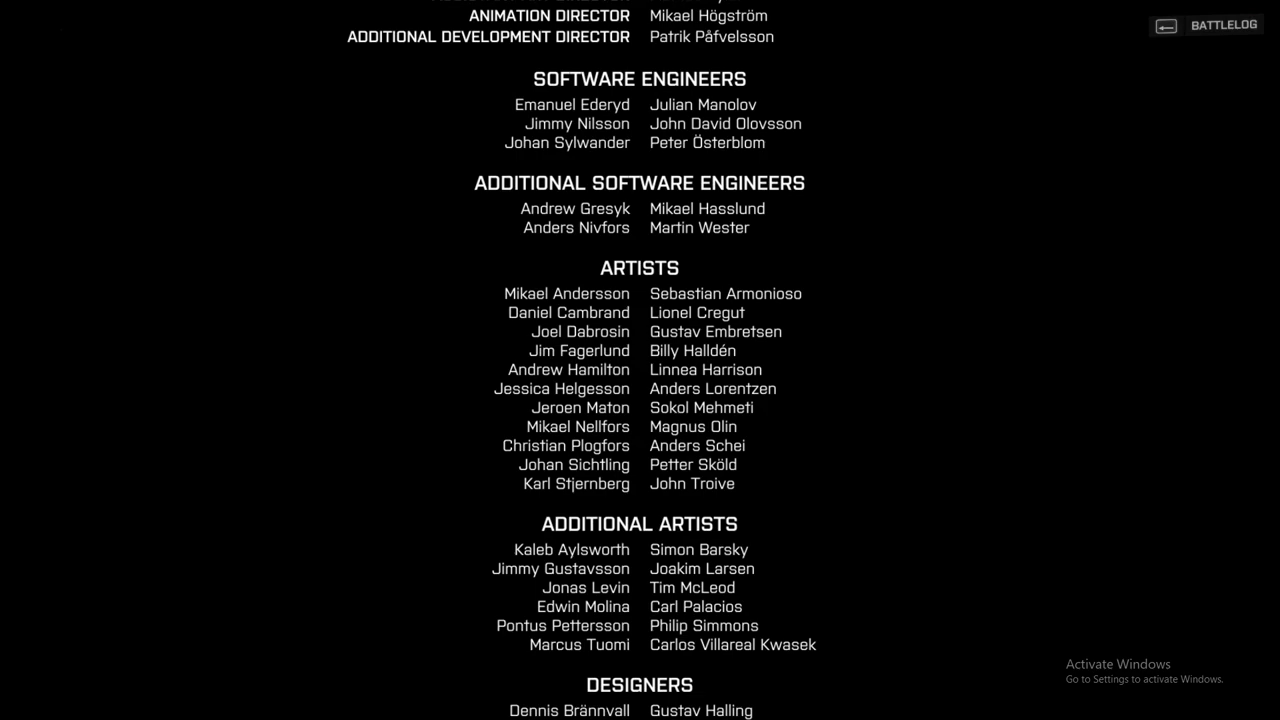 ANIMATION DIRECTOR Mikael Högström
BATTLELOG
ADDITIONAL DEVELOPMENT DIRECTOR Patrik Påfvelsson
SOFTWARE ENGINEERS
Emanuel Ederyd Julian Manolov
Jimmy Nilsson John David Olovsson
Johan Sylwander Peter Österblom
ADDITIONAL SOFTWARE ENGINEERS
Andrew Gresyk Mikael Hasslund
Anders Nivfors Martin Wester
ARTISTS
Mikael Andersson Sebastian Armonioso
Daniel Cambrand Lionel Cregut
Joel Dabrosin Gustav Embretsen
Jim Fagerlund Billy Halldén
Andrew Hamilton Linnea Harrison
Jessica Helgesson Anders Lorentzen
Jeroen Maton Sokol Mehmeti
Mikael Nellfors Magnus Olin
Christian Plogfors Anders Schei
Johan Sichtling Petter Sköld
Karl Stjernberg John Troive
ADDITIONAL ARTISTS
Kaleb Aylsworth Simon Barsky
Jimmy Gustavsson Joakim Larsen
Jonas Levin Tim McLeod
Edwin Molina Carl Palacios
Pontus Pettersson Philip Simmons
Marcus Tuomi Carlos Villareal Kwasek
Activate Windows
Go to Settings to activate Windows.
DESIGNERS
Dennis Brännvall Gustav Halling